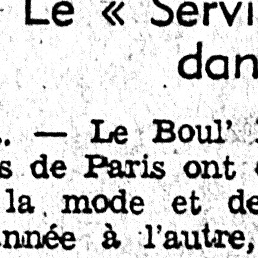 Le « Servi
dan
. — Le Boul'
s de Paris ont
la mode et de
nnée à l'autre,